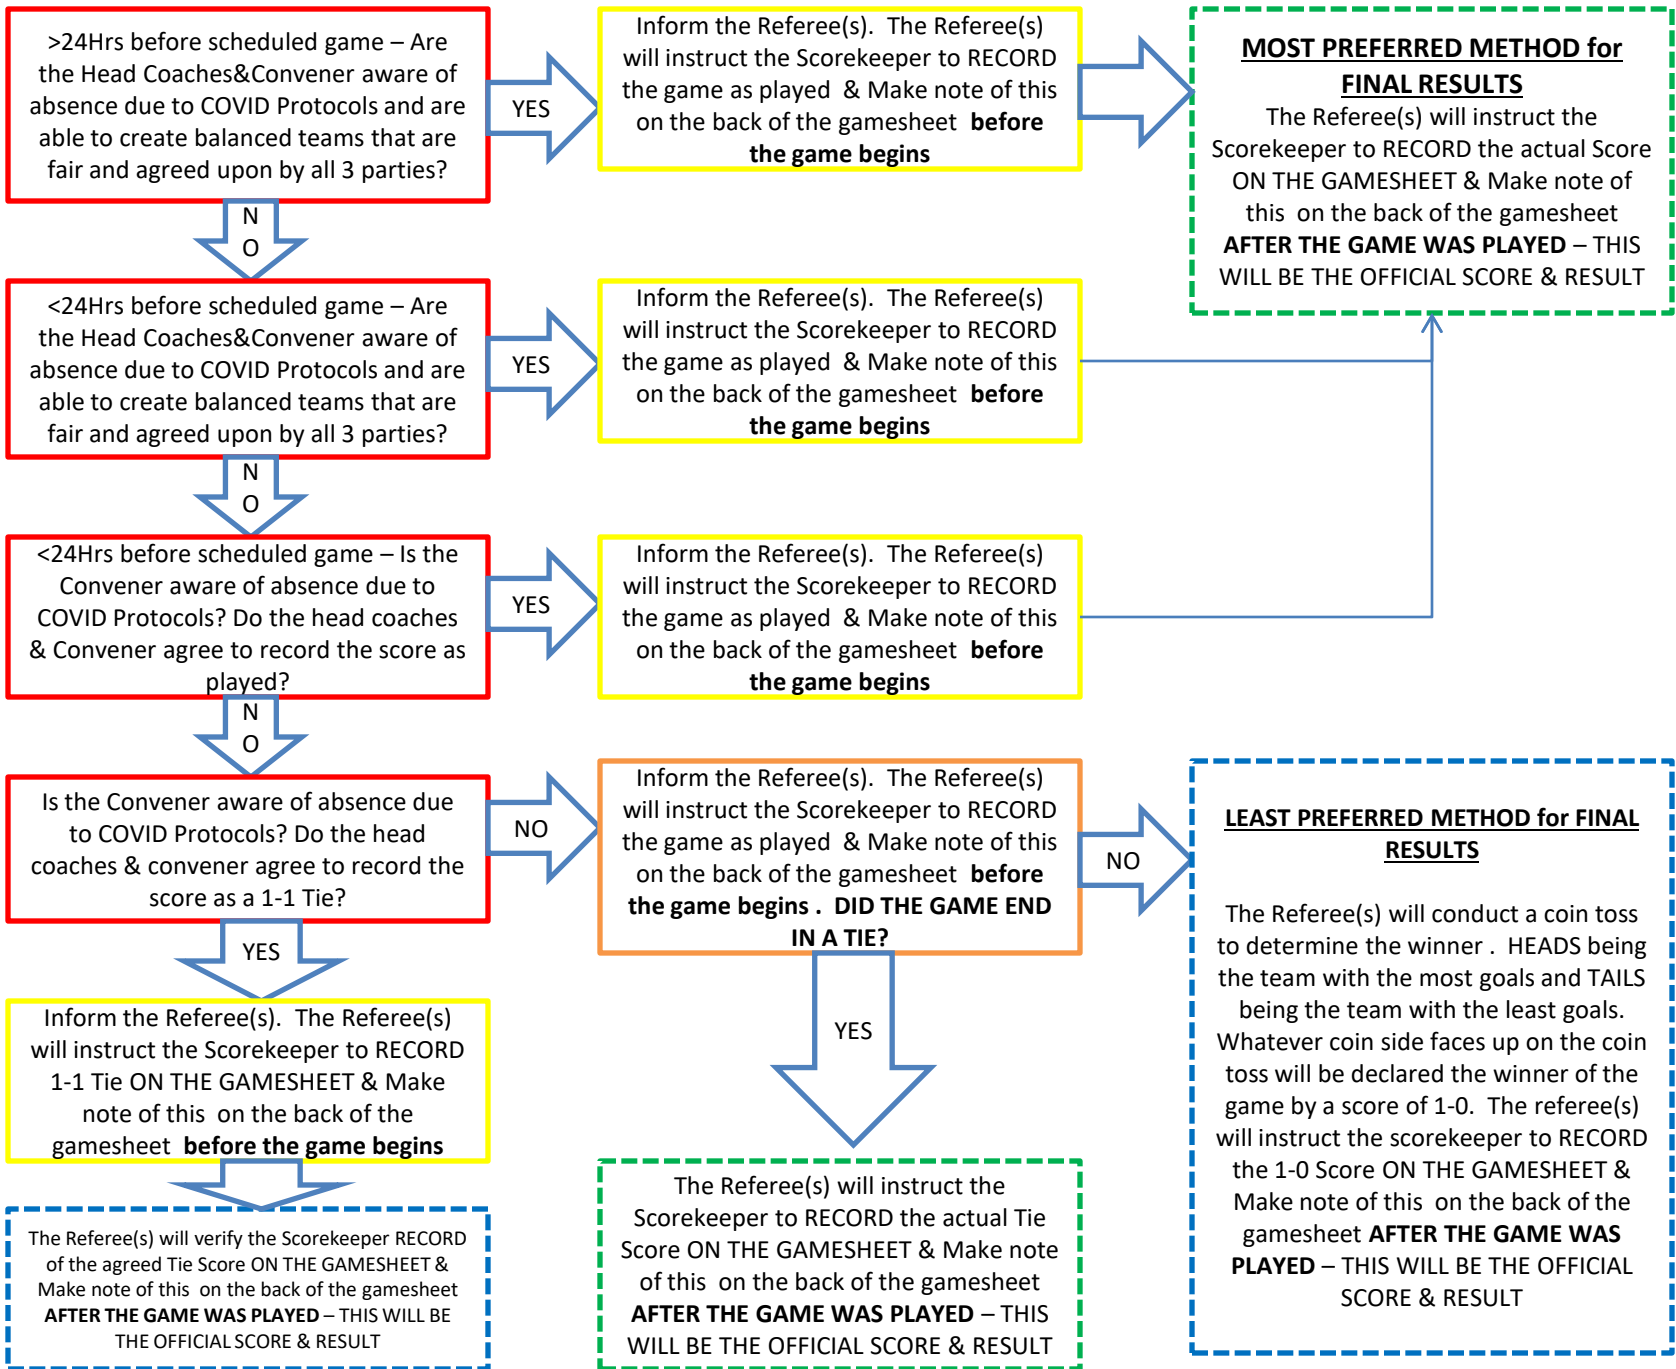 >24Hrs before scheduled game – Are
the Head Coaches&Convener aware of
absence due to COVID Protocols and are
able to create balanced teams that are
fair and agreed upon by all 3 parties?
YES
Inform the Referee(s). The Referee(s)
will instruct the Scorekeeper to RECORD
the game as played & Make note of this
on the back of the gamesheet before
the game begins
MOST PREFERRED METHOD for
FINAL RESULTS
The Referee(s) will instruct the
Scorekeeper to RECORD the actual Score
ON THE GAMESHEET & Make note of
this on the back of the gamesheet
AFTER THE GAME WAS PLAYED – THIS
WILL BE THE OFFICIAL SCORE & RESULT
N
O
<24Hrs before scheduled game – Are
the Head Coaches&Convener aware of
absence due to COVID Protocols and are
able to create balanced teams that are
fair and agreed upon by all 3 parties?
YES
Inform the Referee(s). The Referee(s)
will instruct the Scorekeeper to RECORD
the game as played & Make note of this
on the back of the gamesheet before
the game begins
N
O
<24Hrs before scheduled game – Is the
Convener aware of absence due to
COVID Protocols? Do the head coaches
& Convener agree to record the score as
played?
YES
Inform the Referee(s). The Referee(s)
will instruct the Scorekeeper to RECORD
the game as played & Make note of this
on the back of the gamesheet before
the game begins
N
O
Is the Convener aware of absence due
to COVID Protocols? Do the head
coaches & convener agree to record the
score as a 1-1 Tie?
NO
Inform the Referee(s). The Referee(s)
will instruct the Scorekeeper to RECORD
the game as played & Make note of this
on the back of the gamesheet before
the game begins . DID THE GAME END
IN A TIE?
NO
LEAST PREFERRED METHOD for FINAL
RESULTS
The Referee(s) will conduct a coin toss
to determine the winner . HEADS being
the team with the most goals and TAILS
being the team with the least goals.
Whatever coin side faces up on the coin
toss will be declared the winner of the
game by a score of 1-0. The referee(s)
will instruct the scorekeeper to RECORD
the 1-0 Score ON THE GAMESHEET &
Make note of this on the back of the
gamesheet AFTER THE GAME WAS
PLAYED – THIS WILL BE THE OFFICIAL
SCORE & RESULT
YES
Inform the Referee(s). The Referee(s)
will instruct the Scorekeeper to RECORD
1-1 Tie ON THE GAMESHEET & Make
note of this on the back of the
gamesheet before the game begins
YES
The Referee(s) will verify the Scorekeeper RECORD
of the agreed Tie Score ON THE GAMESHEET &
Make note of this on the back of the gamesheet
AFTER THE GAME WAS PLAYED – THIS WILL BE
THE OFFICIAL SCORE & RESULT
The Referee(s) will instruct the
Scorekeeper to RECORD the actual Tie
Score ON THE GAMESHEET & Make note
of this on the back of the gamesheet
AFTER THE GAME WAS PLAYED – THIS
WILL BE THE OFFICIAL SCORE & RESULT